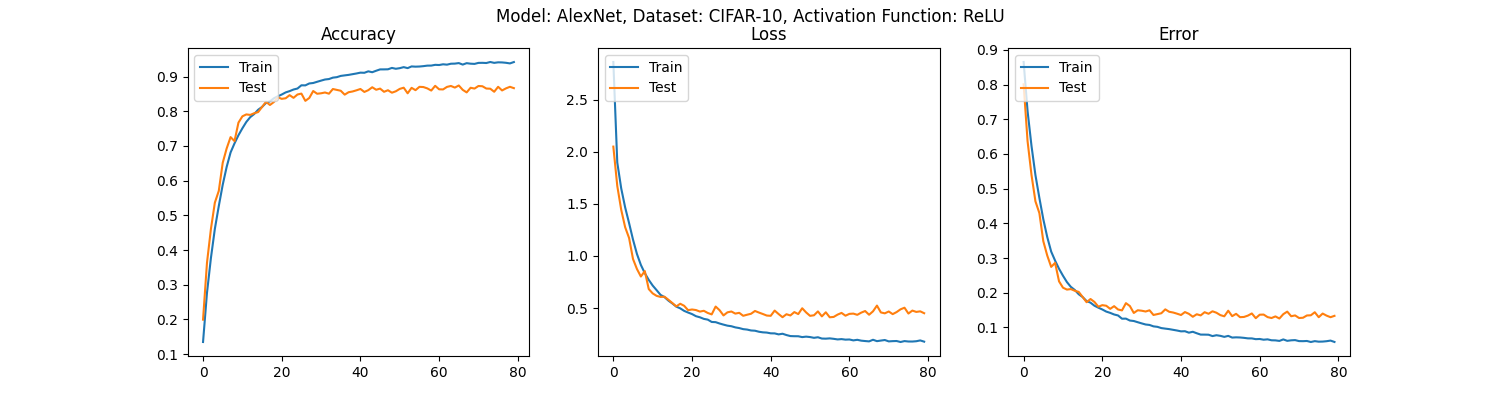 Model: AlexNet, Dataset: CIFAR-10, Activation Function: ReLU
Accuracy
Train
Test
0.9
0.8
0.7
0.6
0.5
0.4
0.3
0.2
0.1
0 20 40 60 80
Loss
Train
Test
2.5
2.0
1.5
1.0
0.5
0 20 40 60 80
Error
Train
Test
0.9
0.8
0.7
0.6
0.5
0.4
0.3
0.2
0.1
0 20 40 60 80